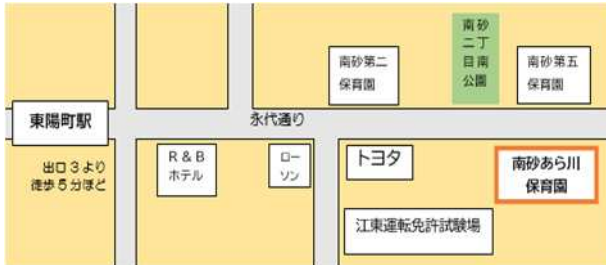 南砂
二丁
目南
公園
南砂第二
保育園
南砂第五
保育園
東陽町駅
永代通り
出口3より
徒歩5分ほど
R&B
ホテル
ロー
ソン
トヨタ
南砂あら川
保育園
江東運転免許試験場